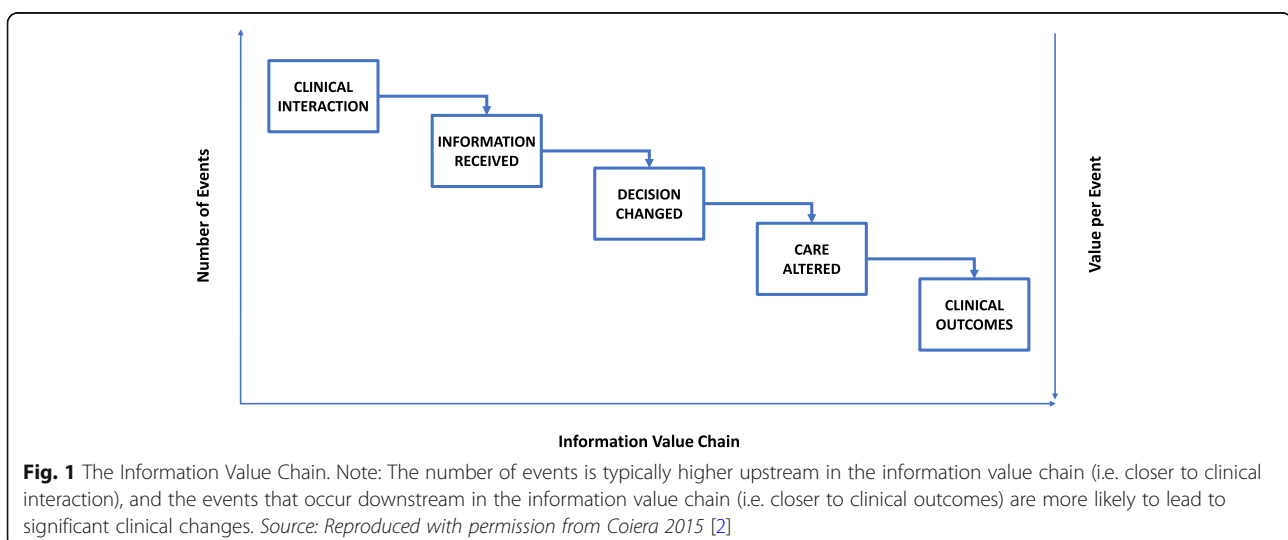 CLINICAL
INTERACTION
INFORMATION
RECEIVED
DECISION
CHANGED
CARE
ALTERED
CLINICAL
OUTCOMES
Number of Events
Value per Event
Information Value Chain
Fig. 1 The Information Value Chain. Note: The number of events is typically higher upstream in the information value chain (i.e. closer to clinical
interaction), and the events that occur downstream in the information value chain (i.e. closer to clinical outcomes) are more likely to lead to
significant clinical changes. Source: Reproduced with permission from Coiera 2015 [2]